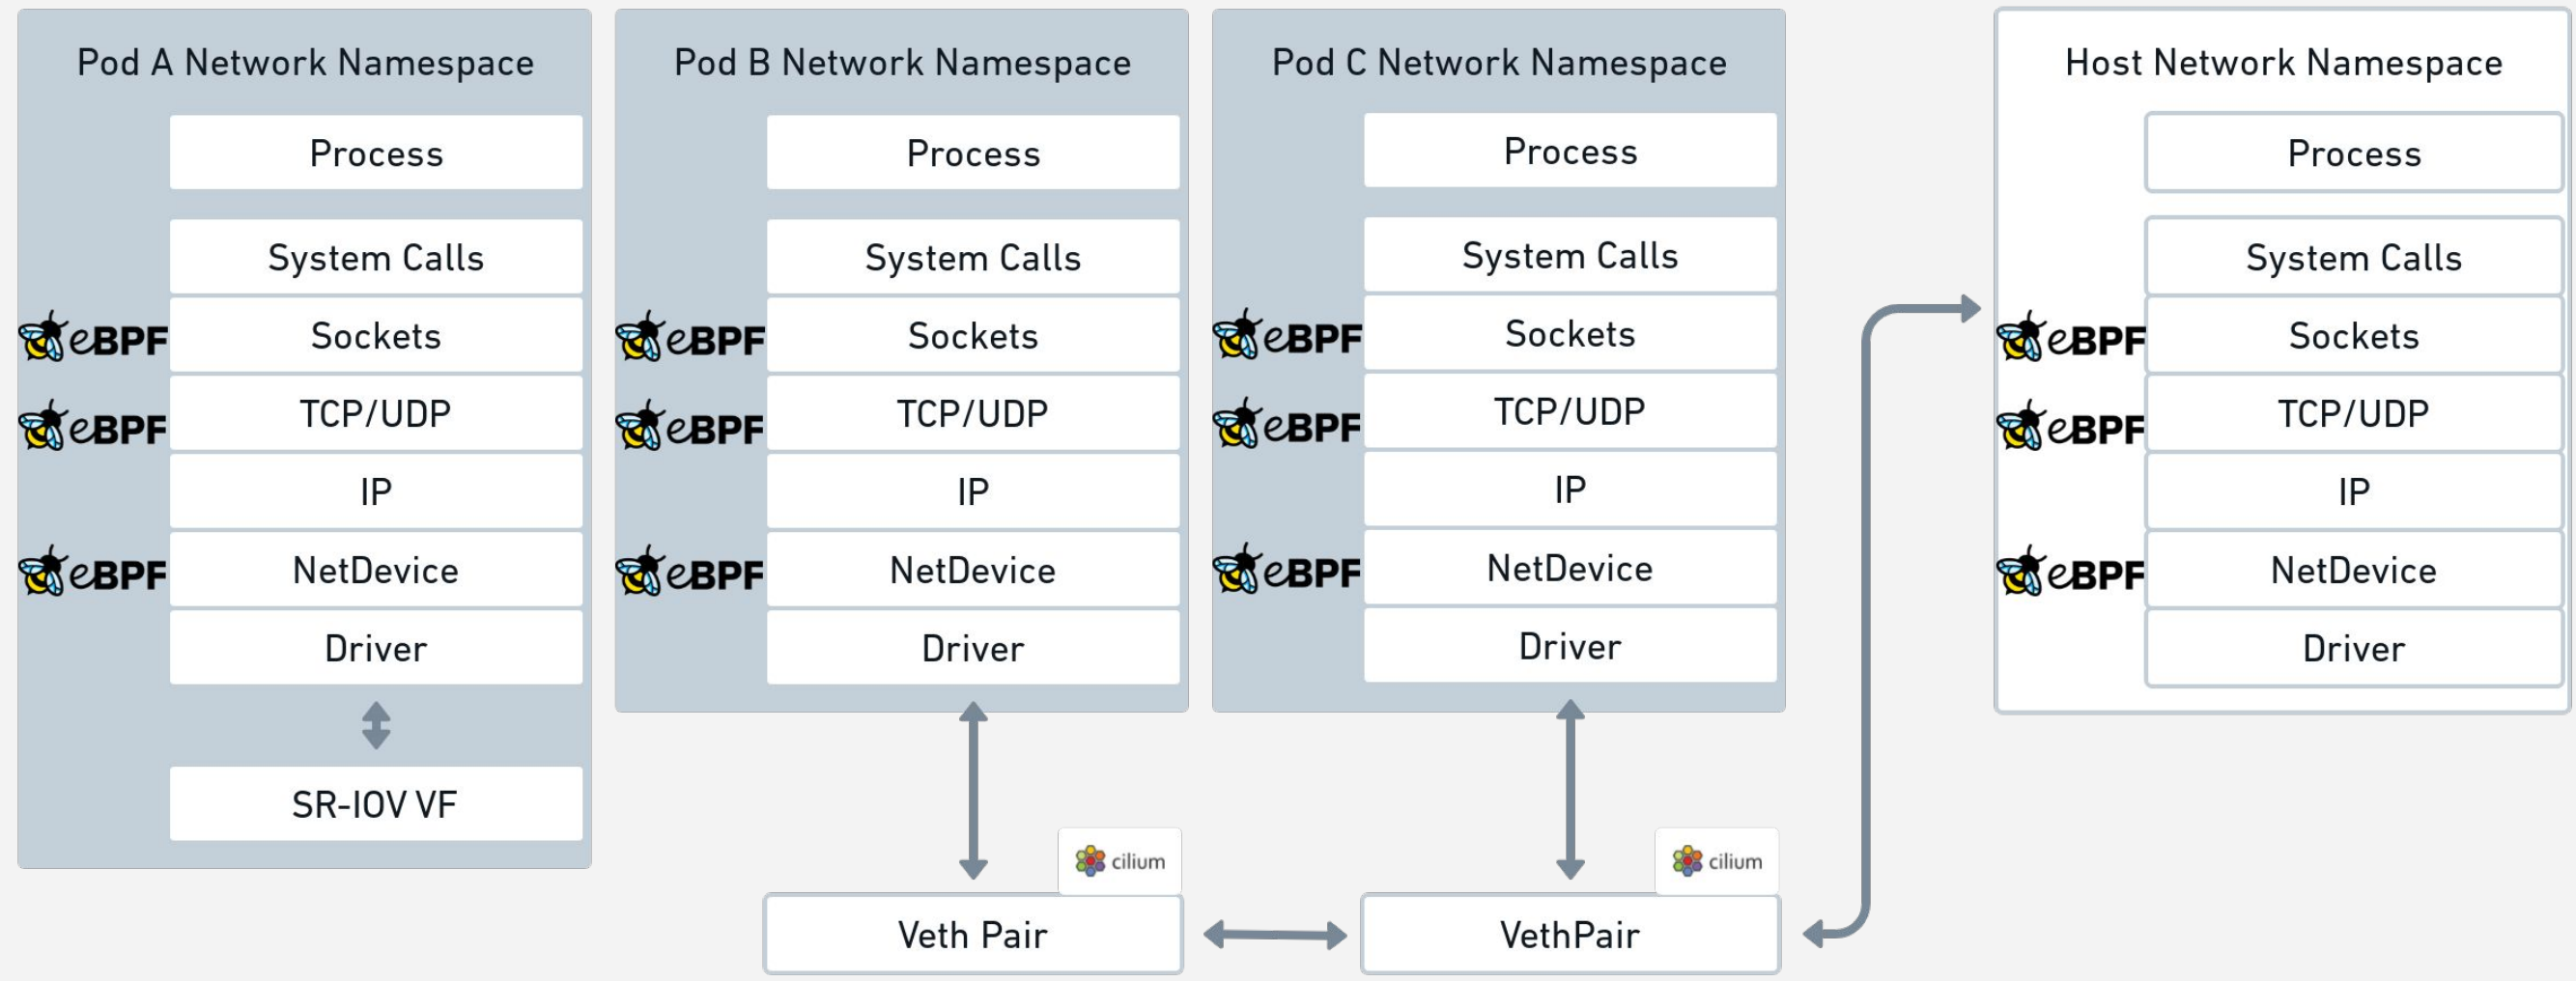 Pod A Network Namespace
Process
System Calls
eBPF Sockets
eBPF TCP/UDP
IP
eBPF NetDevice
Driver
SR-IOV VF
Pod B Network Namespace
Process
System Calls
eBPF Sockets
eBPF TCP/UDP
IP
eBPF NetDevice
Driver
cilium
Veth Pair
Pod C Network Namespace
Process
System Calls
eBPF Sockets
eBPF TCP/UDP
IP
eBPF NetDevice
Driver
cilium
VethPair
Host Network Namespace
Process
System Calls
eBPF Sockets
eBPF TCP/UDP
IP
eBPF NetDevice
Driver